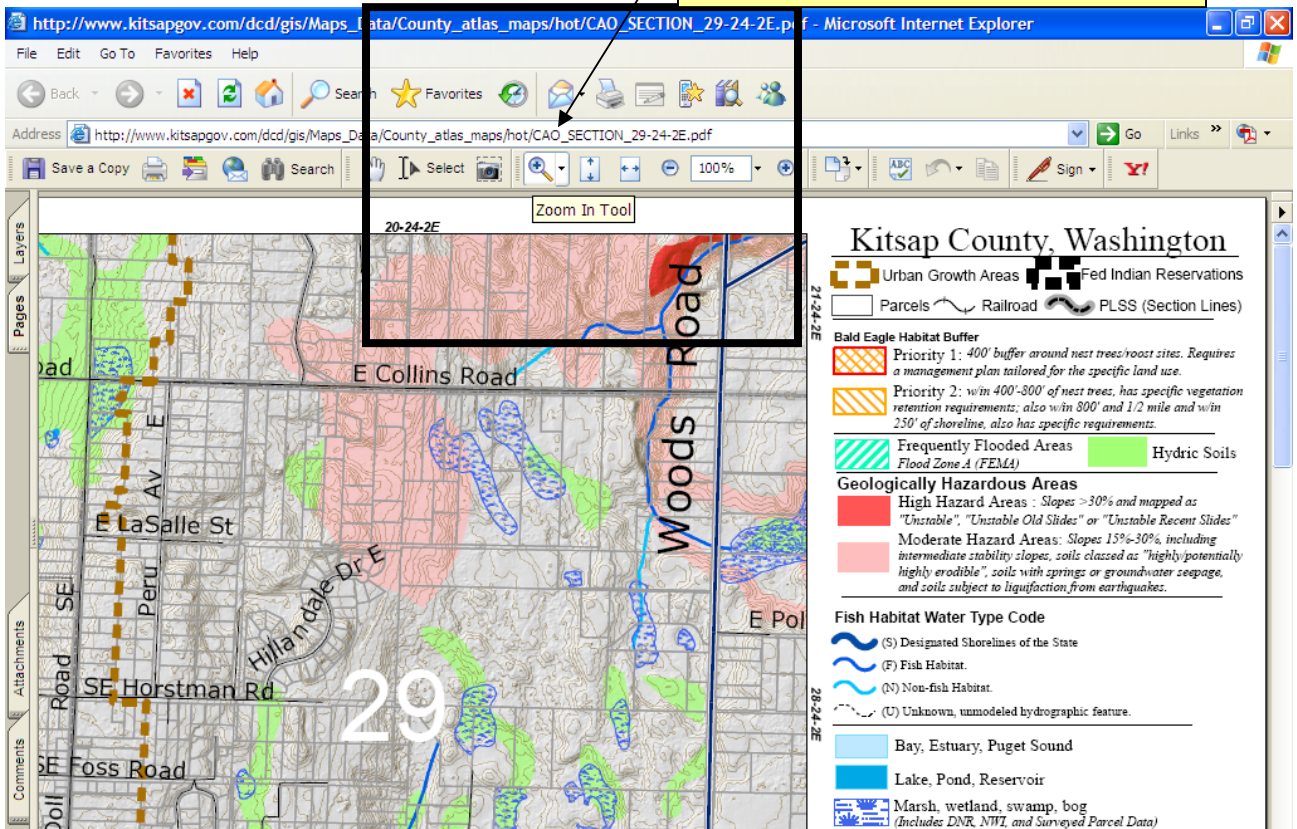 http://www.kitsapgov.com/dcd/gis/Maps_Data/County_atlas_maps/hot/CAO_SECTION_29-24-2E.pdf - Microsoft Internet Explorer
File Edit Go To Favorites Help
Back Search Favorites
Address http://www.kitsapgov.com/dcd/gis/Maps_Data/County_atlas_maps/hot/CAO_SECTION_29-24-2E.pdf Go Links »
Save a Copy Search Select 100% ABC Sign Y!
Zoom In Tool
Layers
Pages
Attachments
Comments
20-24-2E
21-24-2E
28-24-2E
oad
E Collins Road
Woods Road
Peru Av E
E LaSalle St
Hillandale Dr E
E Pol
SE Horstman Rd
29
SE Foss Road
Doll Road SE
Kitsap County, Washington
Urban Growth Areas Fed Indian Reservations
Parcels Railroad PLSS (Section Lines)
Bald Eagle Habitat Buffer
Priority 1: 400' buffer around nest trees/roost sites. Requires
a management plan tailored for the specific land use.
Priority 2: w/in 400'-800' of nest trees, has specific vegetation
retention requirements; also w/in 800' and 1/2 mile and w/in
250' of shoreline, also has specific requirements.
Frequently Flooded Areas Hydric Soils
Flood Zone A (FEMA)
Geologically Hazardous Areas
High Hazard Areas : Slopes >30% and mapped as
"Unstable", "Unstable Old Slides" or "Unstable Recent Slides"
Moderate Hazard Areas: Slopes 15%-30%, including
intermediate stability slopes, soils classed as "highly/potentially
highly erodible", soils with springs or groundwater seepage,
and soils subject to liquifaction from earthquakes.
Fish Habitat Water Type Code
(S) Designated Shorelines of the State
(F) Fish Habitat.
(N) Non-fish Habitat.
(U) Unknown, unmodeled hydrographic feature.
Bay, Estuary, Puget Sound
Lake, Pond, Reservoir
Marsh, wetland, swamp, bog
(Includes DNR, NWI, and Surveyed Parcel Data)